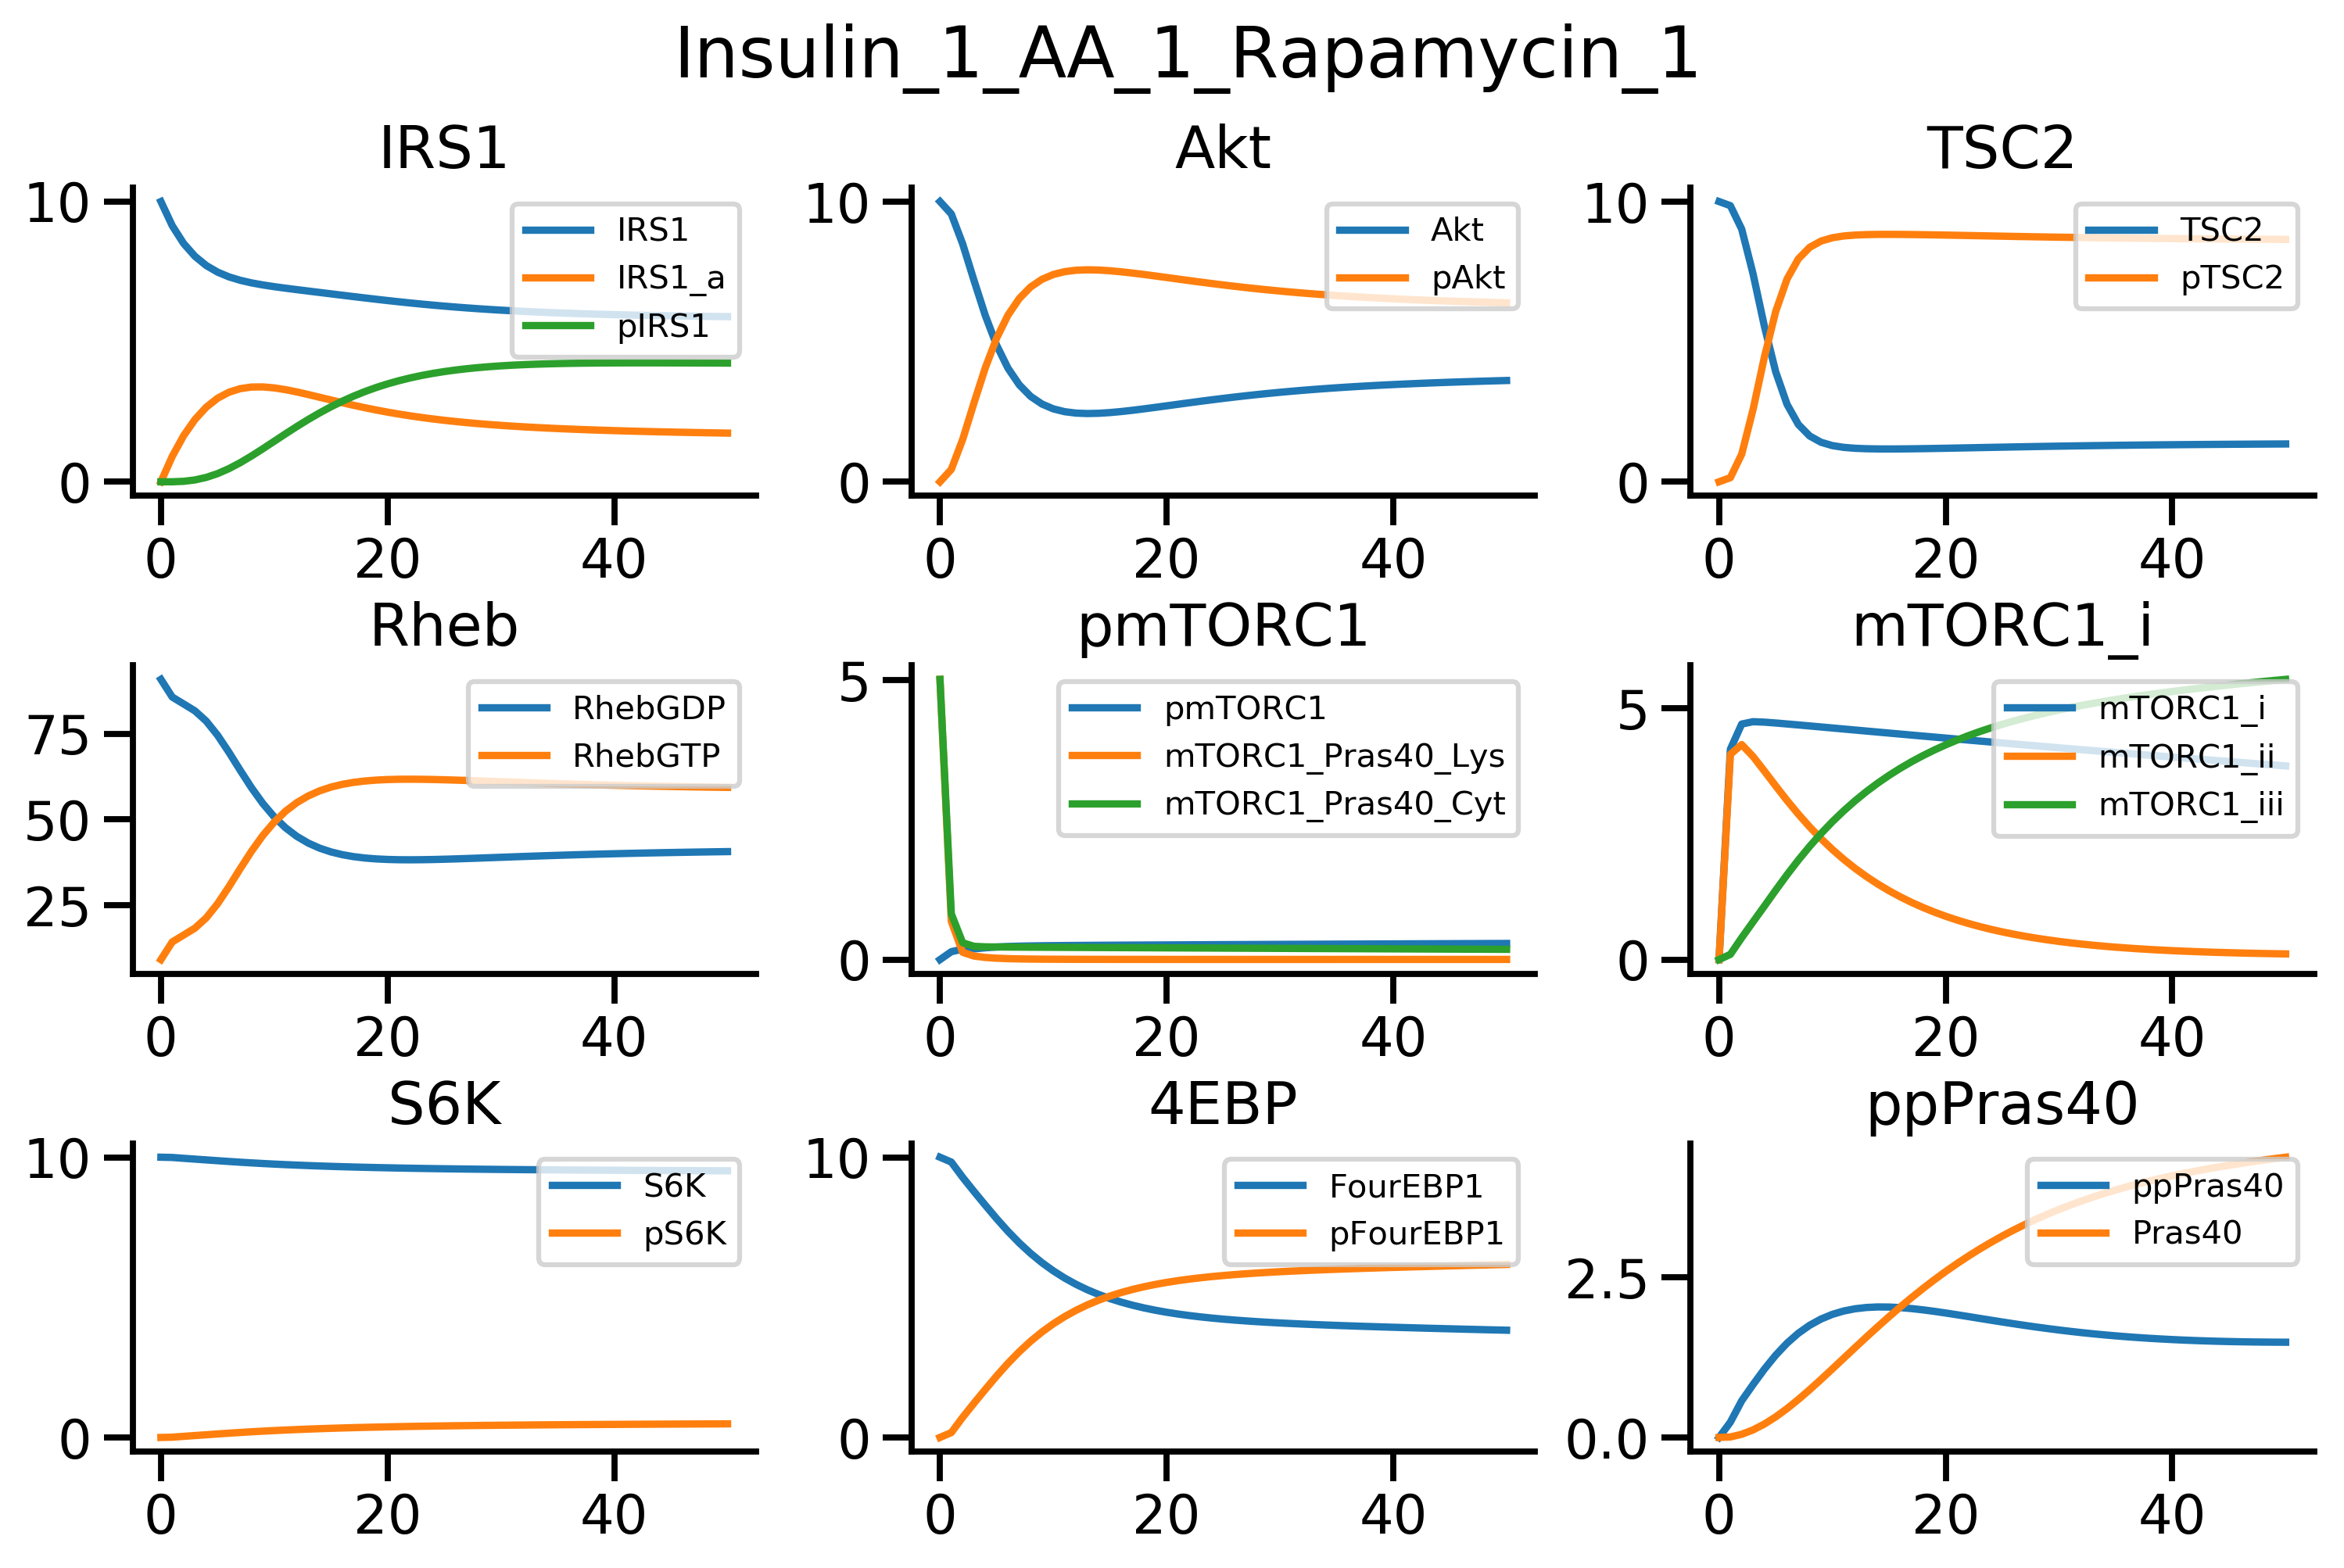 Insulin_1_AA_1_Rapamycin_1
IRS1
10
0
0 20 40
IRS1
IRS1_a
pIRS1
Akt
10
0
0 20 40
Akt
pAkt
TSC2
10
0
0 20 40
TSC2
pTSC2
Rheb
75
50
25
0 20 40
RhebGDP
RhebGTP
pmTORC1
5
0
0 20 40
pmTORC1
mTORC1_Pras40_Lys
mTORC1_Pras40_Cyt
mTORC1_i
5
0
0 20 40
mTORC1_i
mTORC1_ii
mTORC1_iii
S6K
10
0
0 20 40
S6K
pS6K
4EBP
10
0
0 20 40
FourEBP1
pFourEBP1
ppPras40
2.5
0.0
0 20 40
ppPras40
Pras40